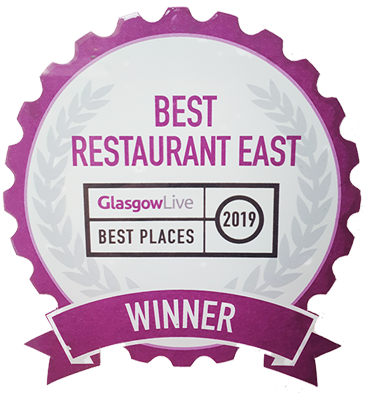 BEST
RESTAURANT EAST
GlasgowLive
BEST PLACES
2019
WINNER